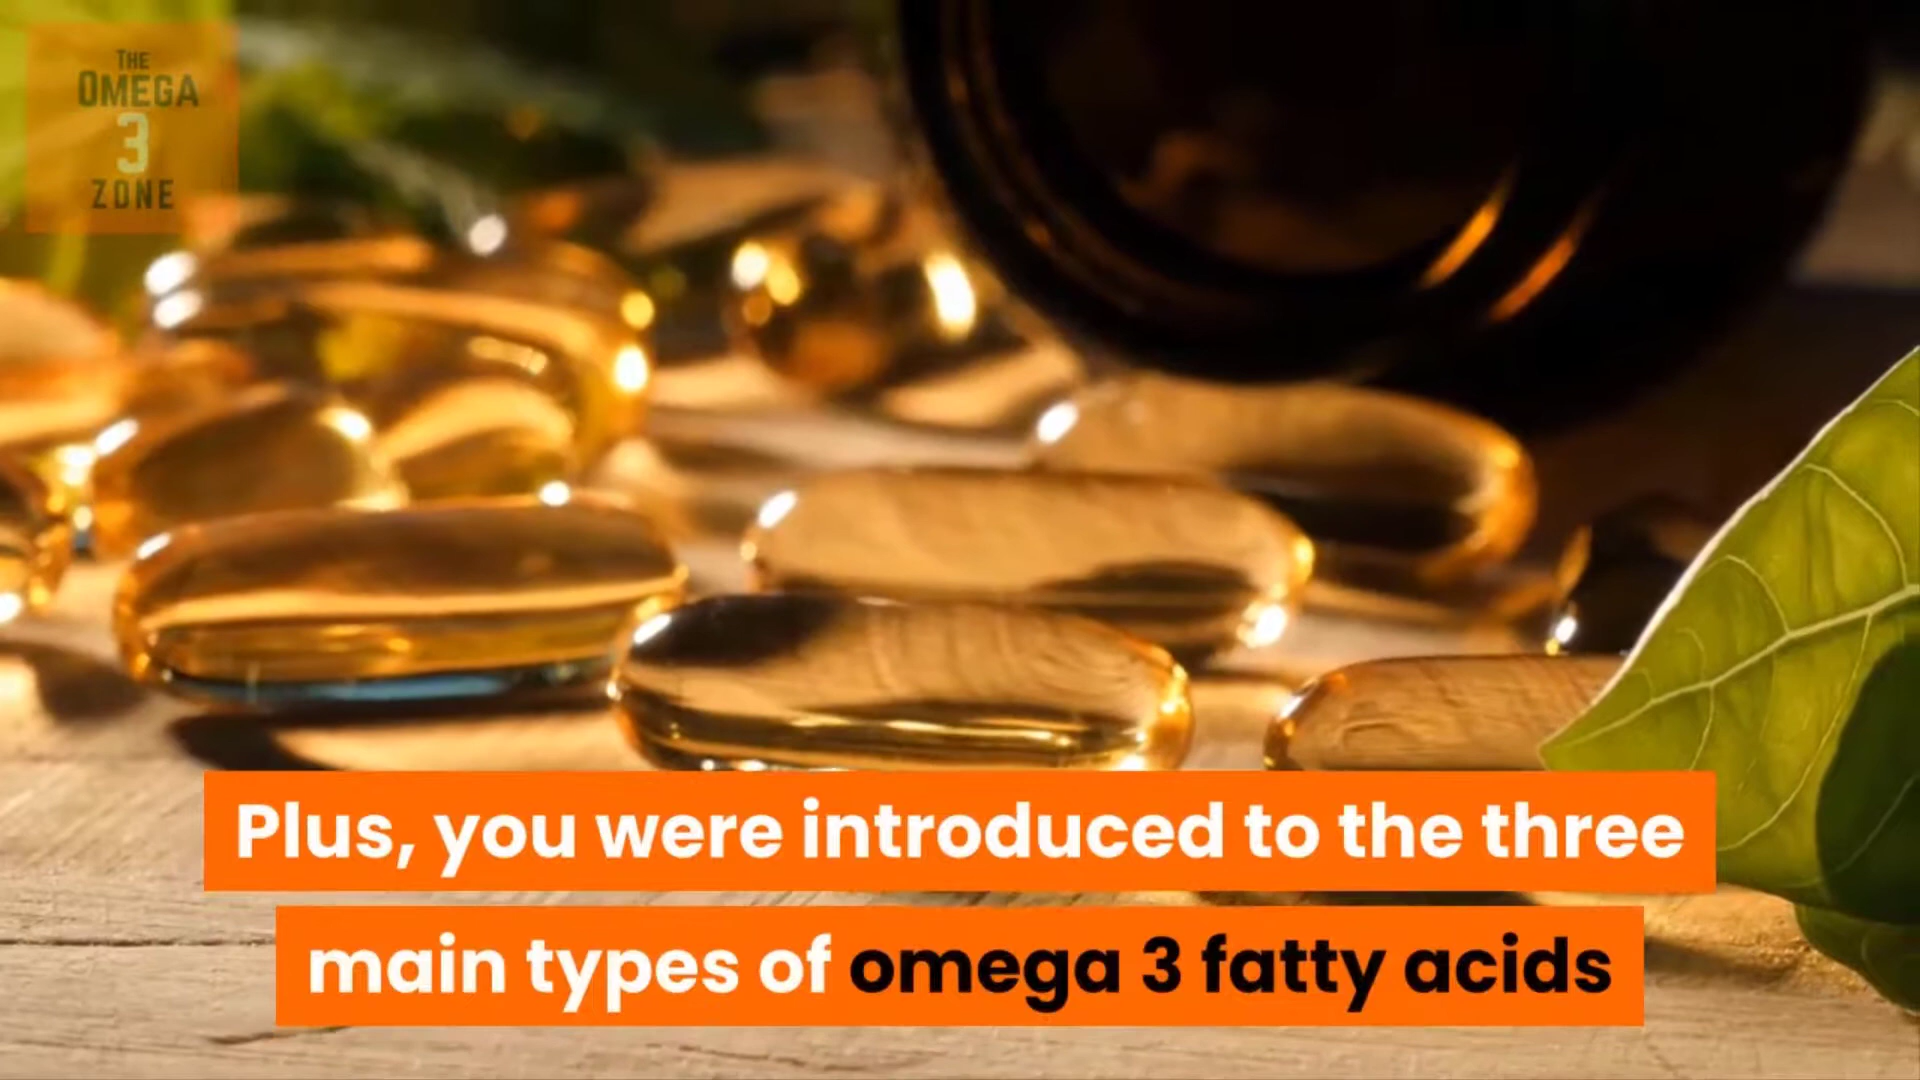 THE
OMEGA
3
ZONE
Plus, you were introduced to the three
main types of omega 3 fatty acids